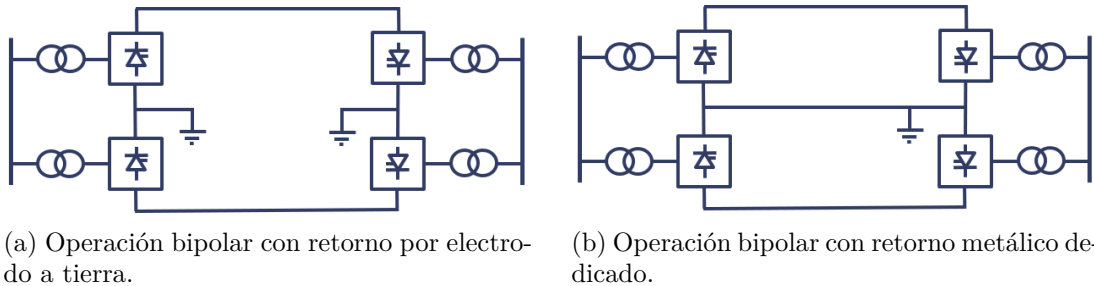 (a) Operación bipolar con retorno por electro-
do a tierra.
(b) Operación bipolar con retorno metálico de-
dicado.